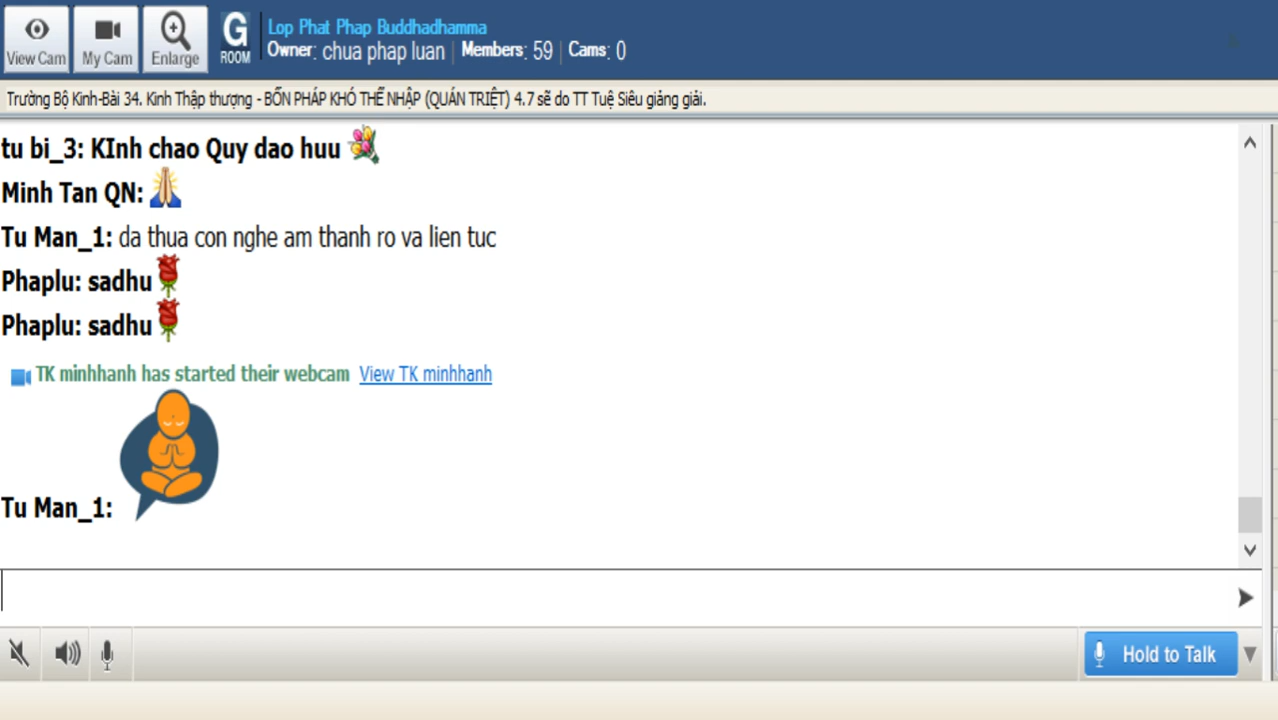 Lop Phat Phap Buddhadhamma
View Cam
My Cam
Enlarge
G ROOM
Owner: chua phap luan | Members: 59 | Cams: 0
Trường Bộ Kinh-Bài 34. Kinh Thập thượng - BỐN PHÁP KHÓ THỂ NHẬP (QUÁN TRIỆT) 4.7 sẽ do TT Tuệ Siêu giảng giải.
tu bi_3: KInh chao Quy dao huu
Minh Tan QN:
Tu Man_1: da thua con nghe am thanh ro va lien tuc
Phaplu: sadhu
Phaplu: sadhu
TK minhhanh has started their webcam View TK minhhanh
Tu Man_1:
Hold to Talk